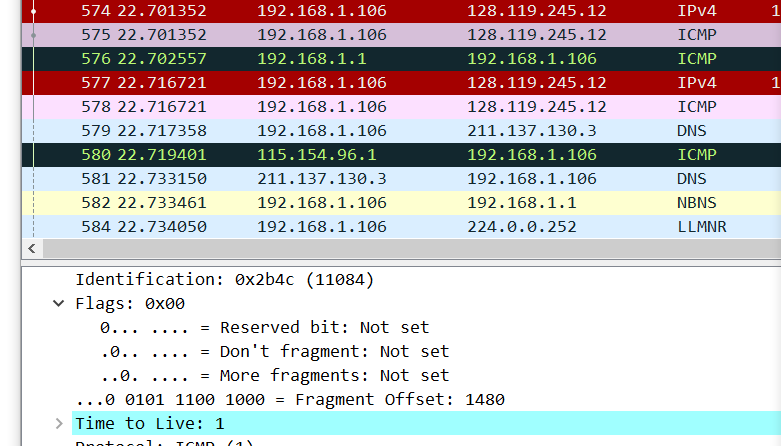 574 22.701352 192.168.1.106 128.119.245.12 IPv4 1
575 22.701352 192.168.1.106 128.119.245.12 ICMP
576 22.702557 192.168.1.1 192.168.1.106 ICMP
577 22.716721 192.168.1.106 128.119.245.12 IPv4 1
578 22.716721 192.168.1.106 128.119.245.12 ICMP
579 22.717358 192.168.1.106 211.137.130.3 DNS
580 22.719401 115.154.96.1 192.168.1.106 ICMP
581 22.733150 211.137.130.3 192.168.1.106 DNS
582 22.733461 192.168.1.106 192.168.1.1 NBNS
584 22.734050 192.168.1.106 224.0.0.252 LLMNR
Identification: 0x2b4c (11084)
Flags: 0x00
0... .... = Reserved bit: Not set
.0.. .... = Don't fragment: Not set
..0. .... = More fragments: Not set
...0 0101 1100 1000 = Fragment Offset: 1480
Time to Live: 1
Protocol: ICMP (1)